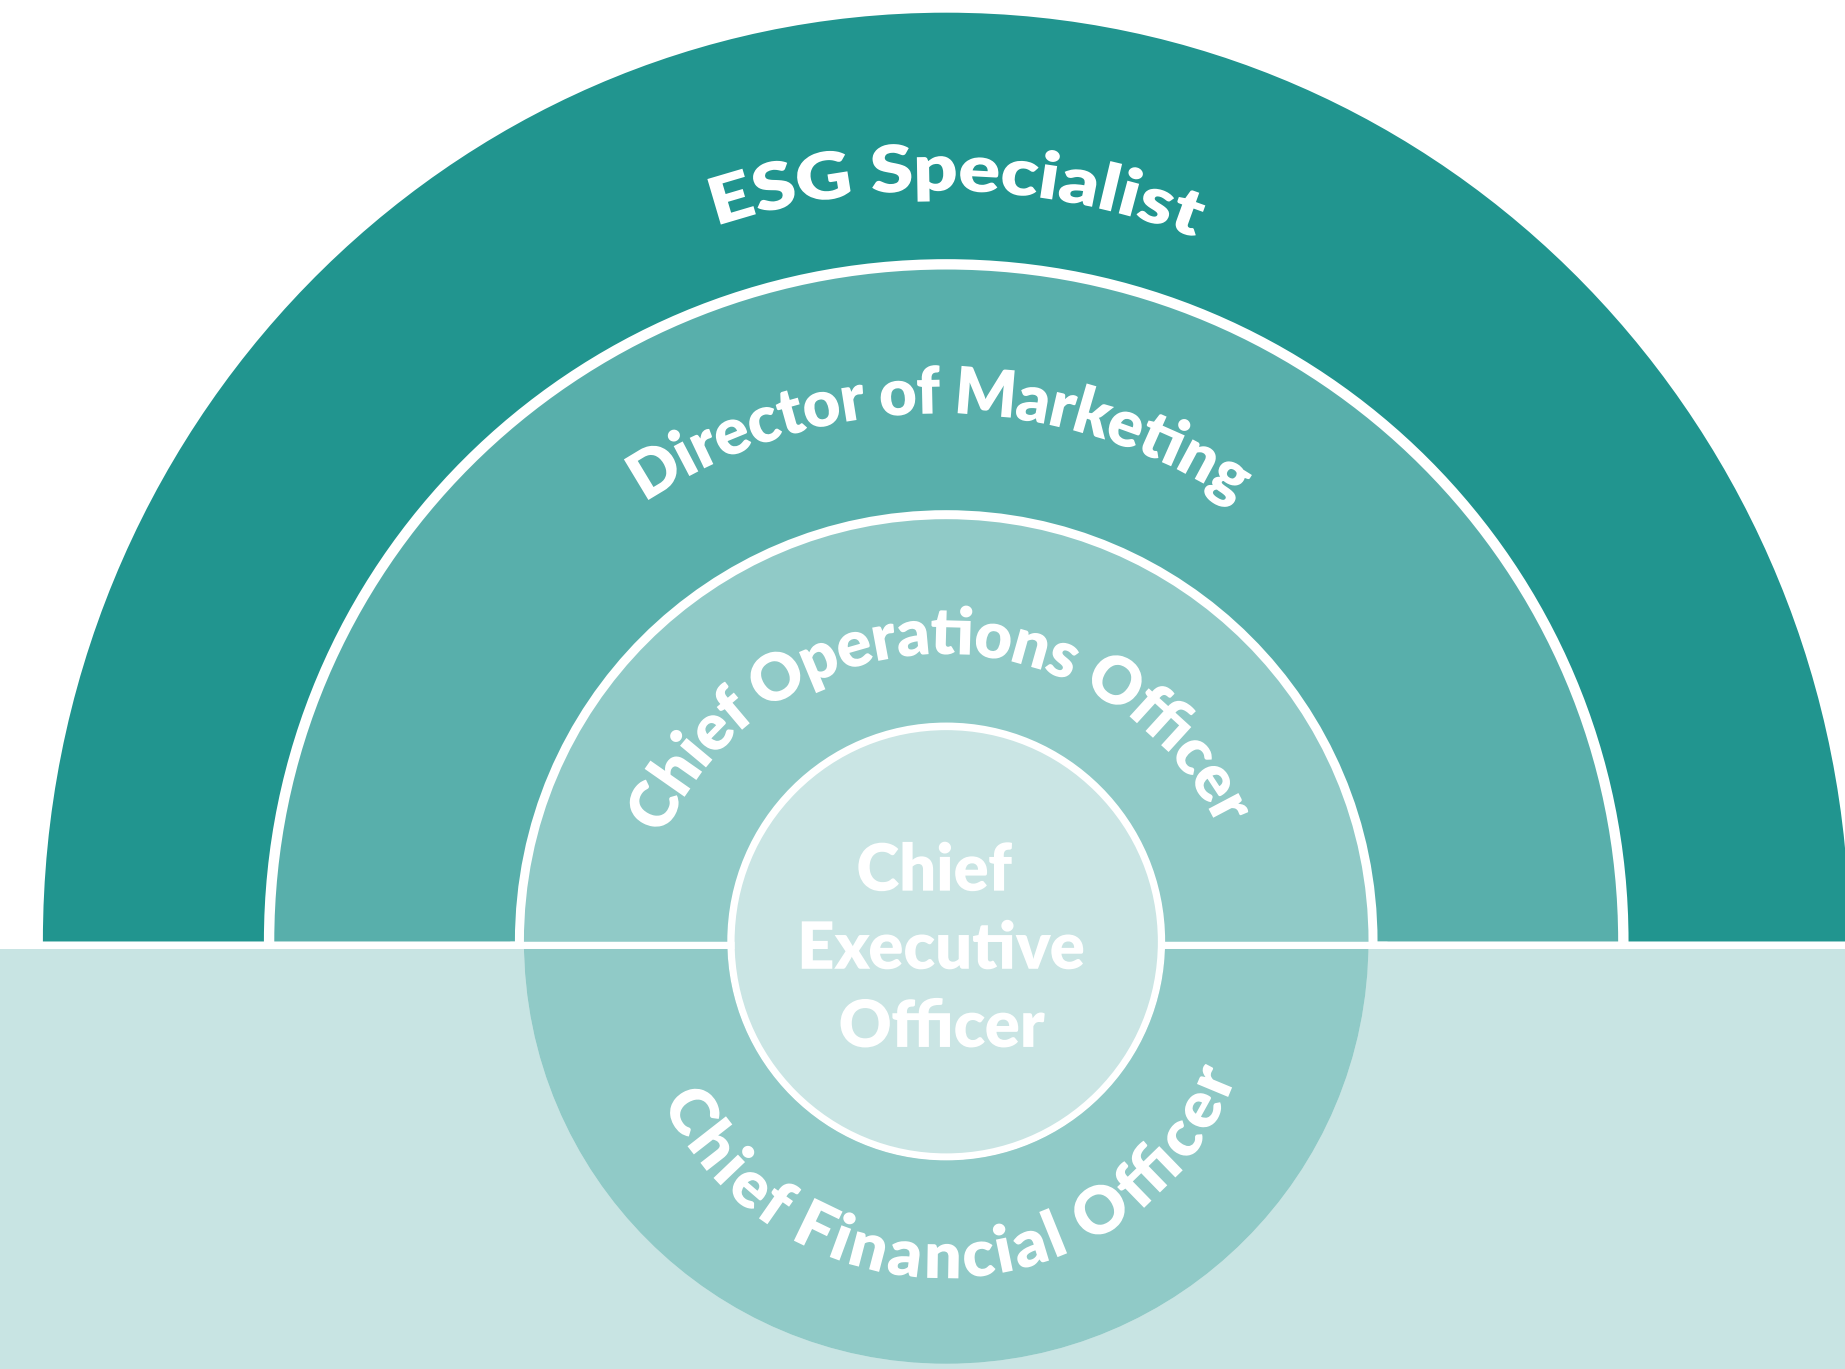 ESG Specialist
Director of Marketing
Chief Operations Officer
Chief
Executive
Officer
Chief Financial Officer